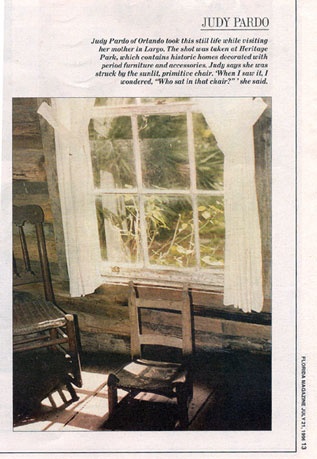 JUDY PARDO
Judy Pardo of Orlando took this still life while visiting
her mother in Largo. The shot was taken at Heritage
Park, which contains historic homes decorated with
period furniture and accessories. Judy says she was
struck by the sunlit, primitive chair. 'When I saw it, I
wondered, "Who sat in that chair?" ' she said.
FLORIDA MAGAZINE JULY 21, 1996 13